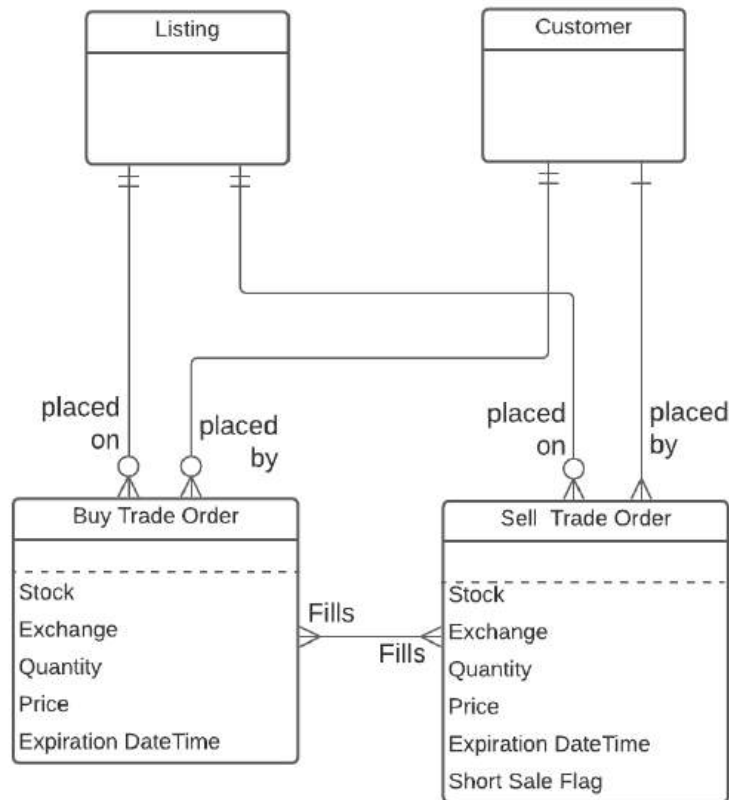 Listing
Customer
placed
on
placed
by
placed
on
placed
by
Buy Trade Order
Stock
Exchange
Quantity
Price
Expiration DateTime
Fills
Fills
Sell Trade Order
Stock
Exchange
Quantity
Price
Expiration DateTime
Short Sale Flag